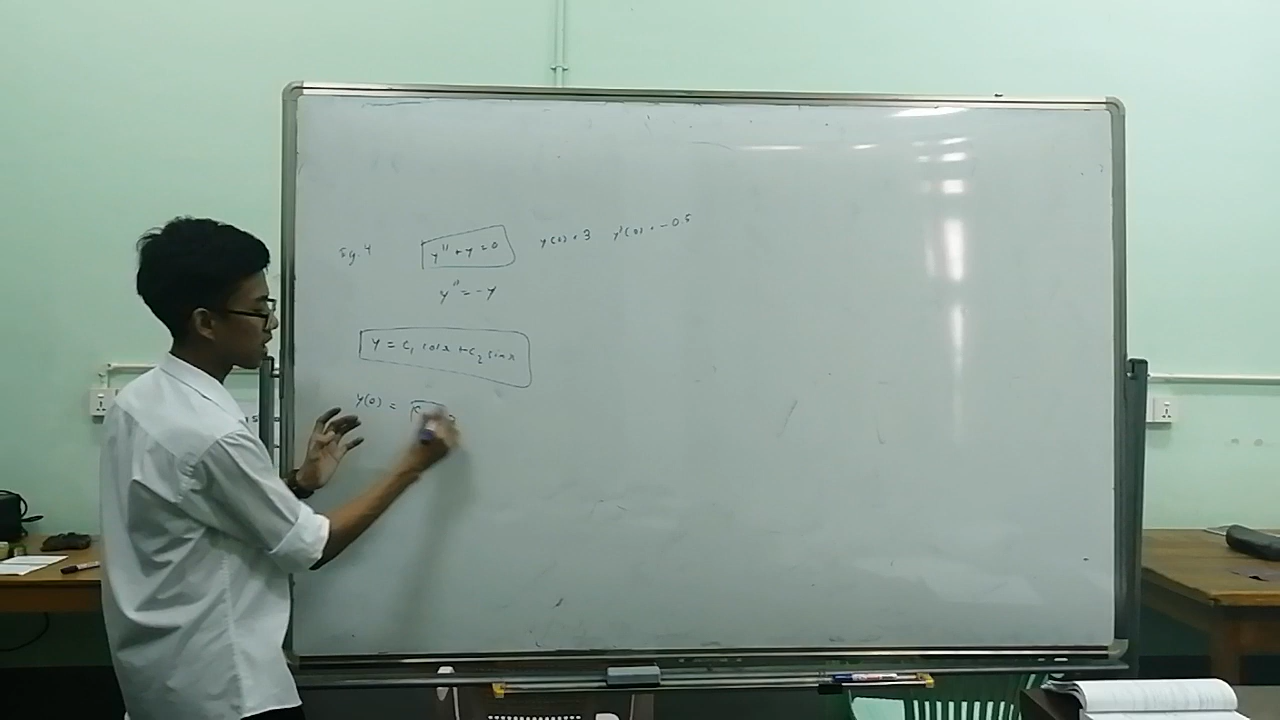 Eg. 4 y'' + y = 0 y(0) = 3 y'(0) = -0.5
y'' = -y
y = c₁ cos x + c₂ sin x
y(0) =